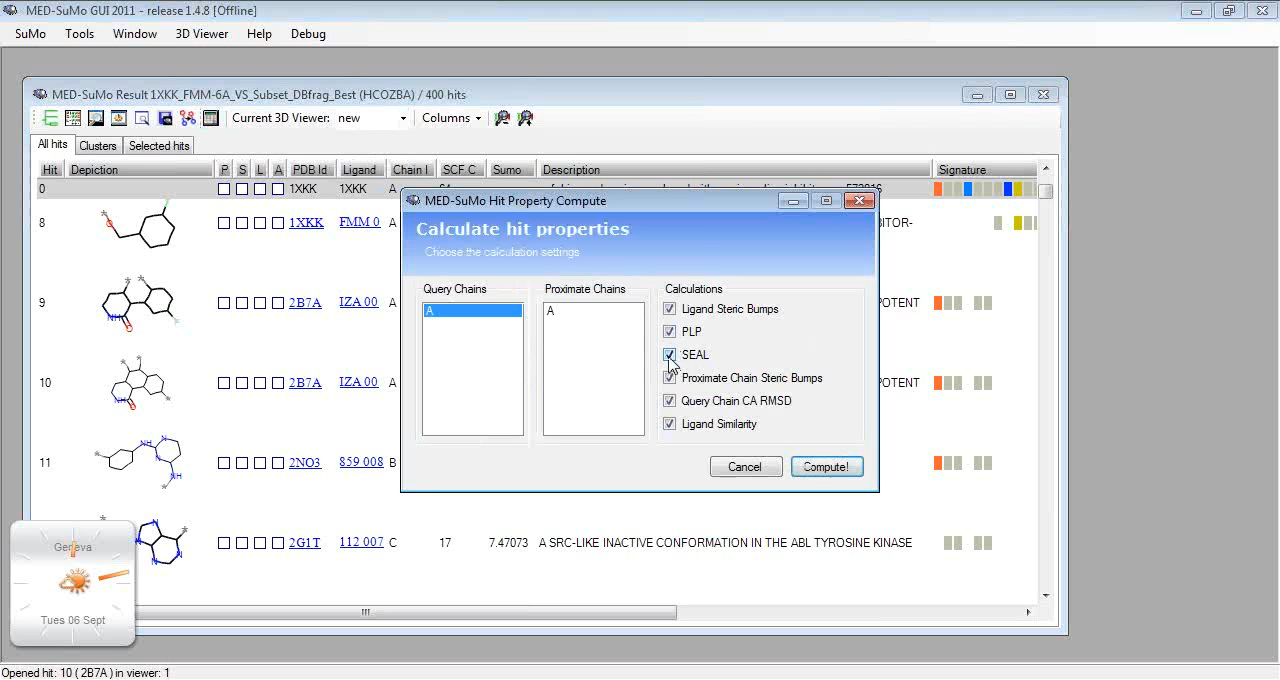 MED-SuMo GUI 2011 - release 1.4.8 [Offline]
SuMo Tools Window 3D Viewer Help Debug
MED-SuMo Result 1XKK_FMM-6A_VS_Subset_DBfrag_Best (HCOZBA) / 400 hits
Current 3D Viewer: new Columns
All hits Clusters Selected hits
Hit Depiction P S L A PDB Id Ligand Chain I SCF C Sumo Description Signature
0 1XKK 1XKK A
8 1XKK FMM 0 A BITOR-
9 2B7A IZA 00 A POTENT
10 2B7A IZA 00 A POTENT
11 2NO3 859 008 B
2G1T 112 007 C 17 7.47073 A SRC-LIKE INACTIVE CONFORMATION IN THE ABL TYROSINE KINASE
MED-SuMo Hit Property Compute
Calculate hit properties
Choose the calculation settings
Query Chains
A
Proximate Chains
A
Calculations
Ligand Steric Bumps
PLP
SEAL
Proximate Chain Steric Bumps
Query Chain CA RMSD
Ligand Similarity
Cancel Compute!
Geneva
Tues 06 Sept
Opened hit: 10 ( 2B7A ) in viewer: 1